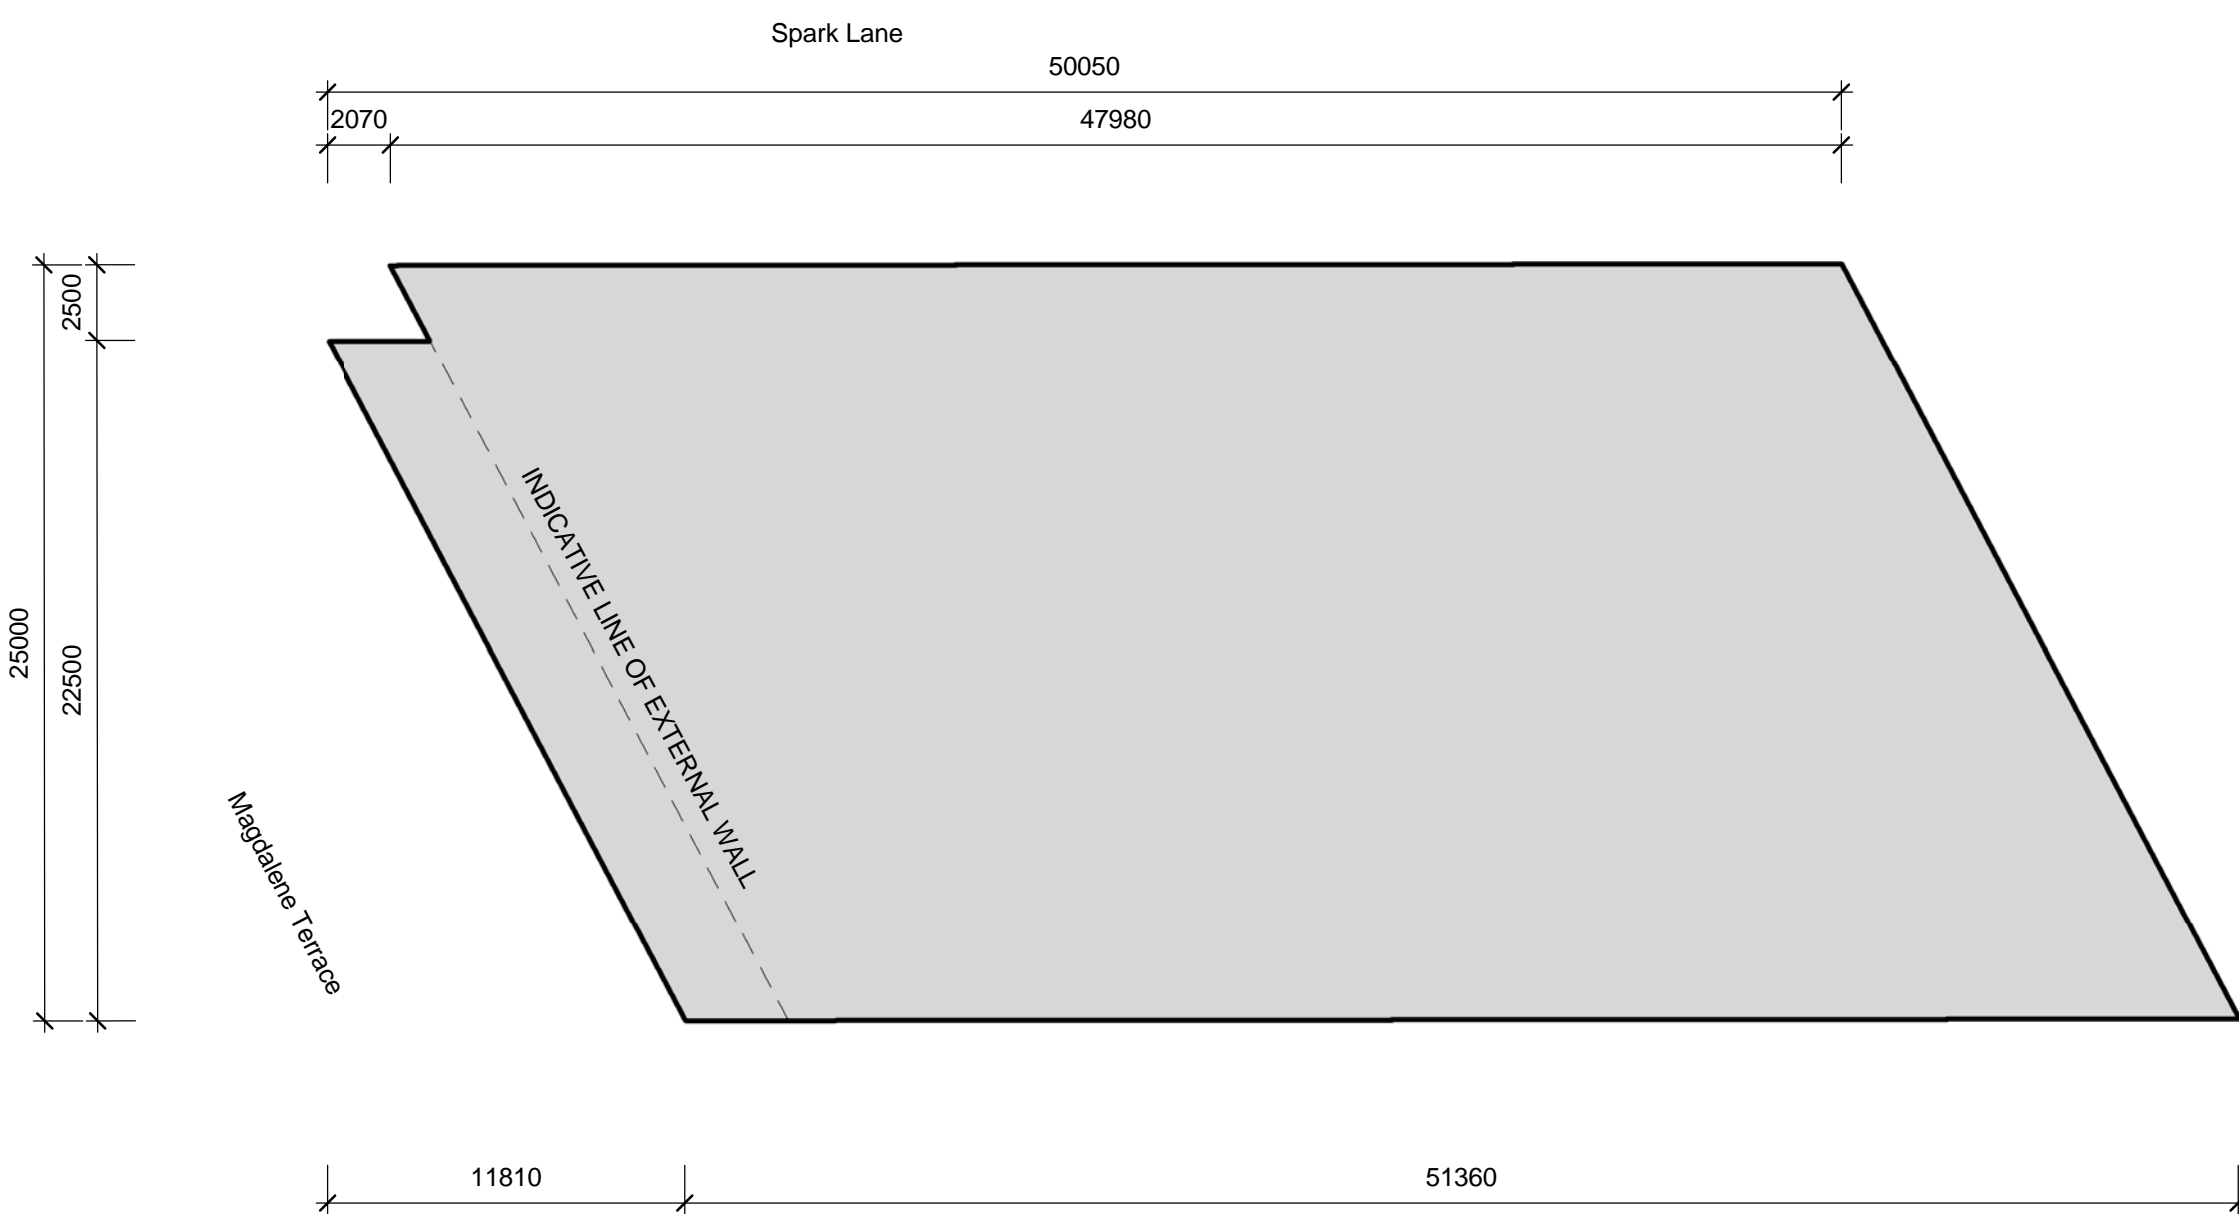 Spark Lane
50050
2070
47980
2500
25000
22500
INDICATIVE LINE OF EXTERNAL WALL
Magdalene Terrace
11810
51360